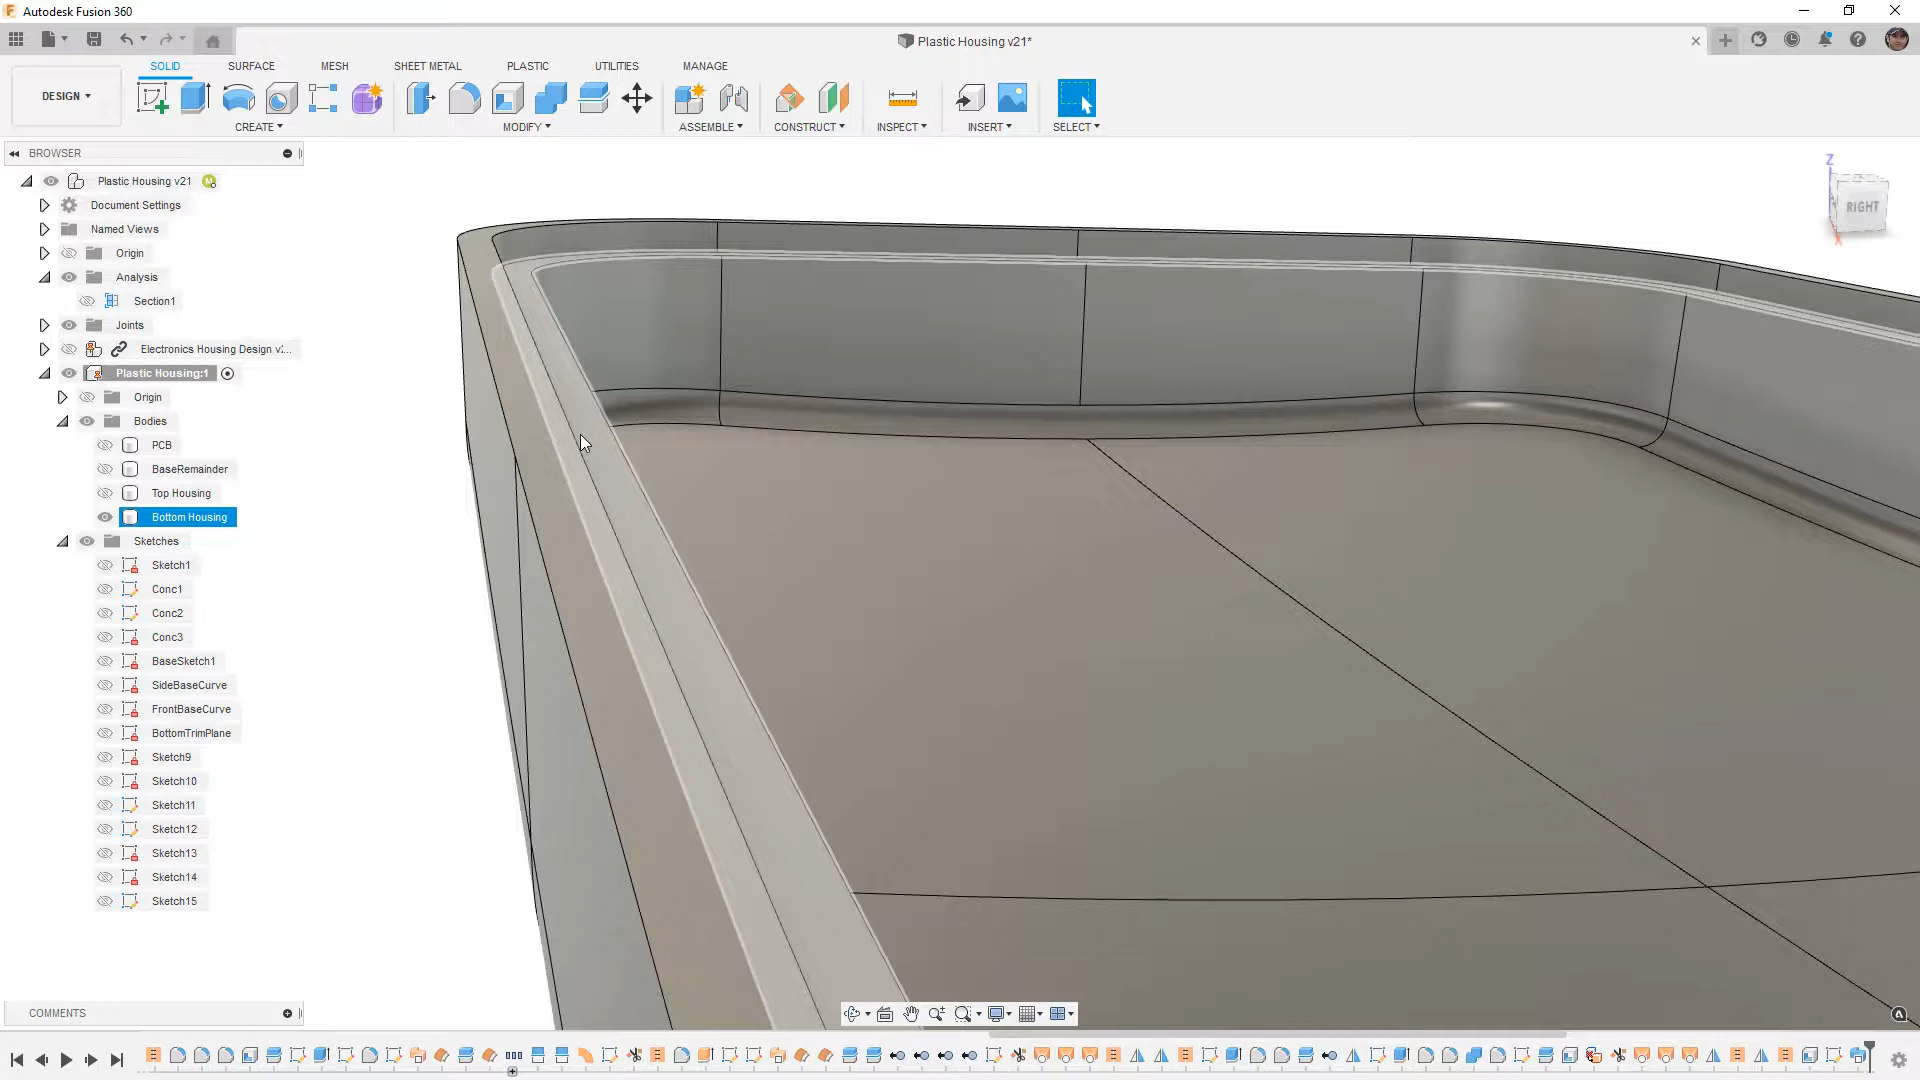 Autodesk Fusion 360
Plastic Housing v21*
DESIGN
SOLID SURFACE MESH SHEET METAL PLASTIC UTILITIES MANAGE
CREATE MODIFY ASSEMBLE CONSTRUCT INSPECT INSERT SELECT
BROWSER
Plastic Housing v21
Document Settings
Named Views
Origin
Analysis
Section1
Joints
Electronics Housing Design v:...
Plastic Housing:1
Origin
Bodies
PCB
BaseRemainder
Top Housing
Bottom Housing
Sketches
Sketch1
Conc1
Conc2
Conc3
BaseSketch1
SideBaseCurve
FrontBaseCurve
BottomTrimPlane
Sketch9
Sketch10
Sketch11
Sketch12
Sketch13
Sketch14
Sketch15
COMMENTS
Z
RIGHT
X